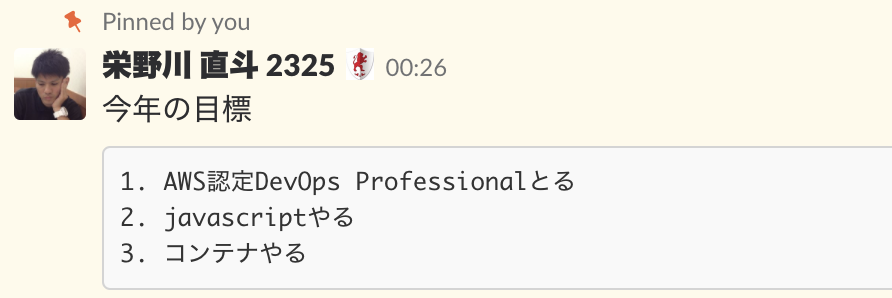 Pinned by you
栄野川 直斗 2325 00:26
今年の目標
1. AWS認定DevOps Professionalとる
2. javascriptやる
3. コンテナやる